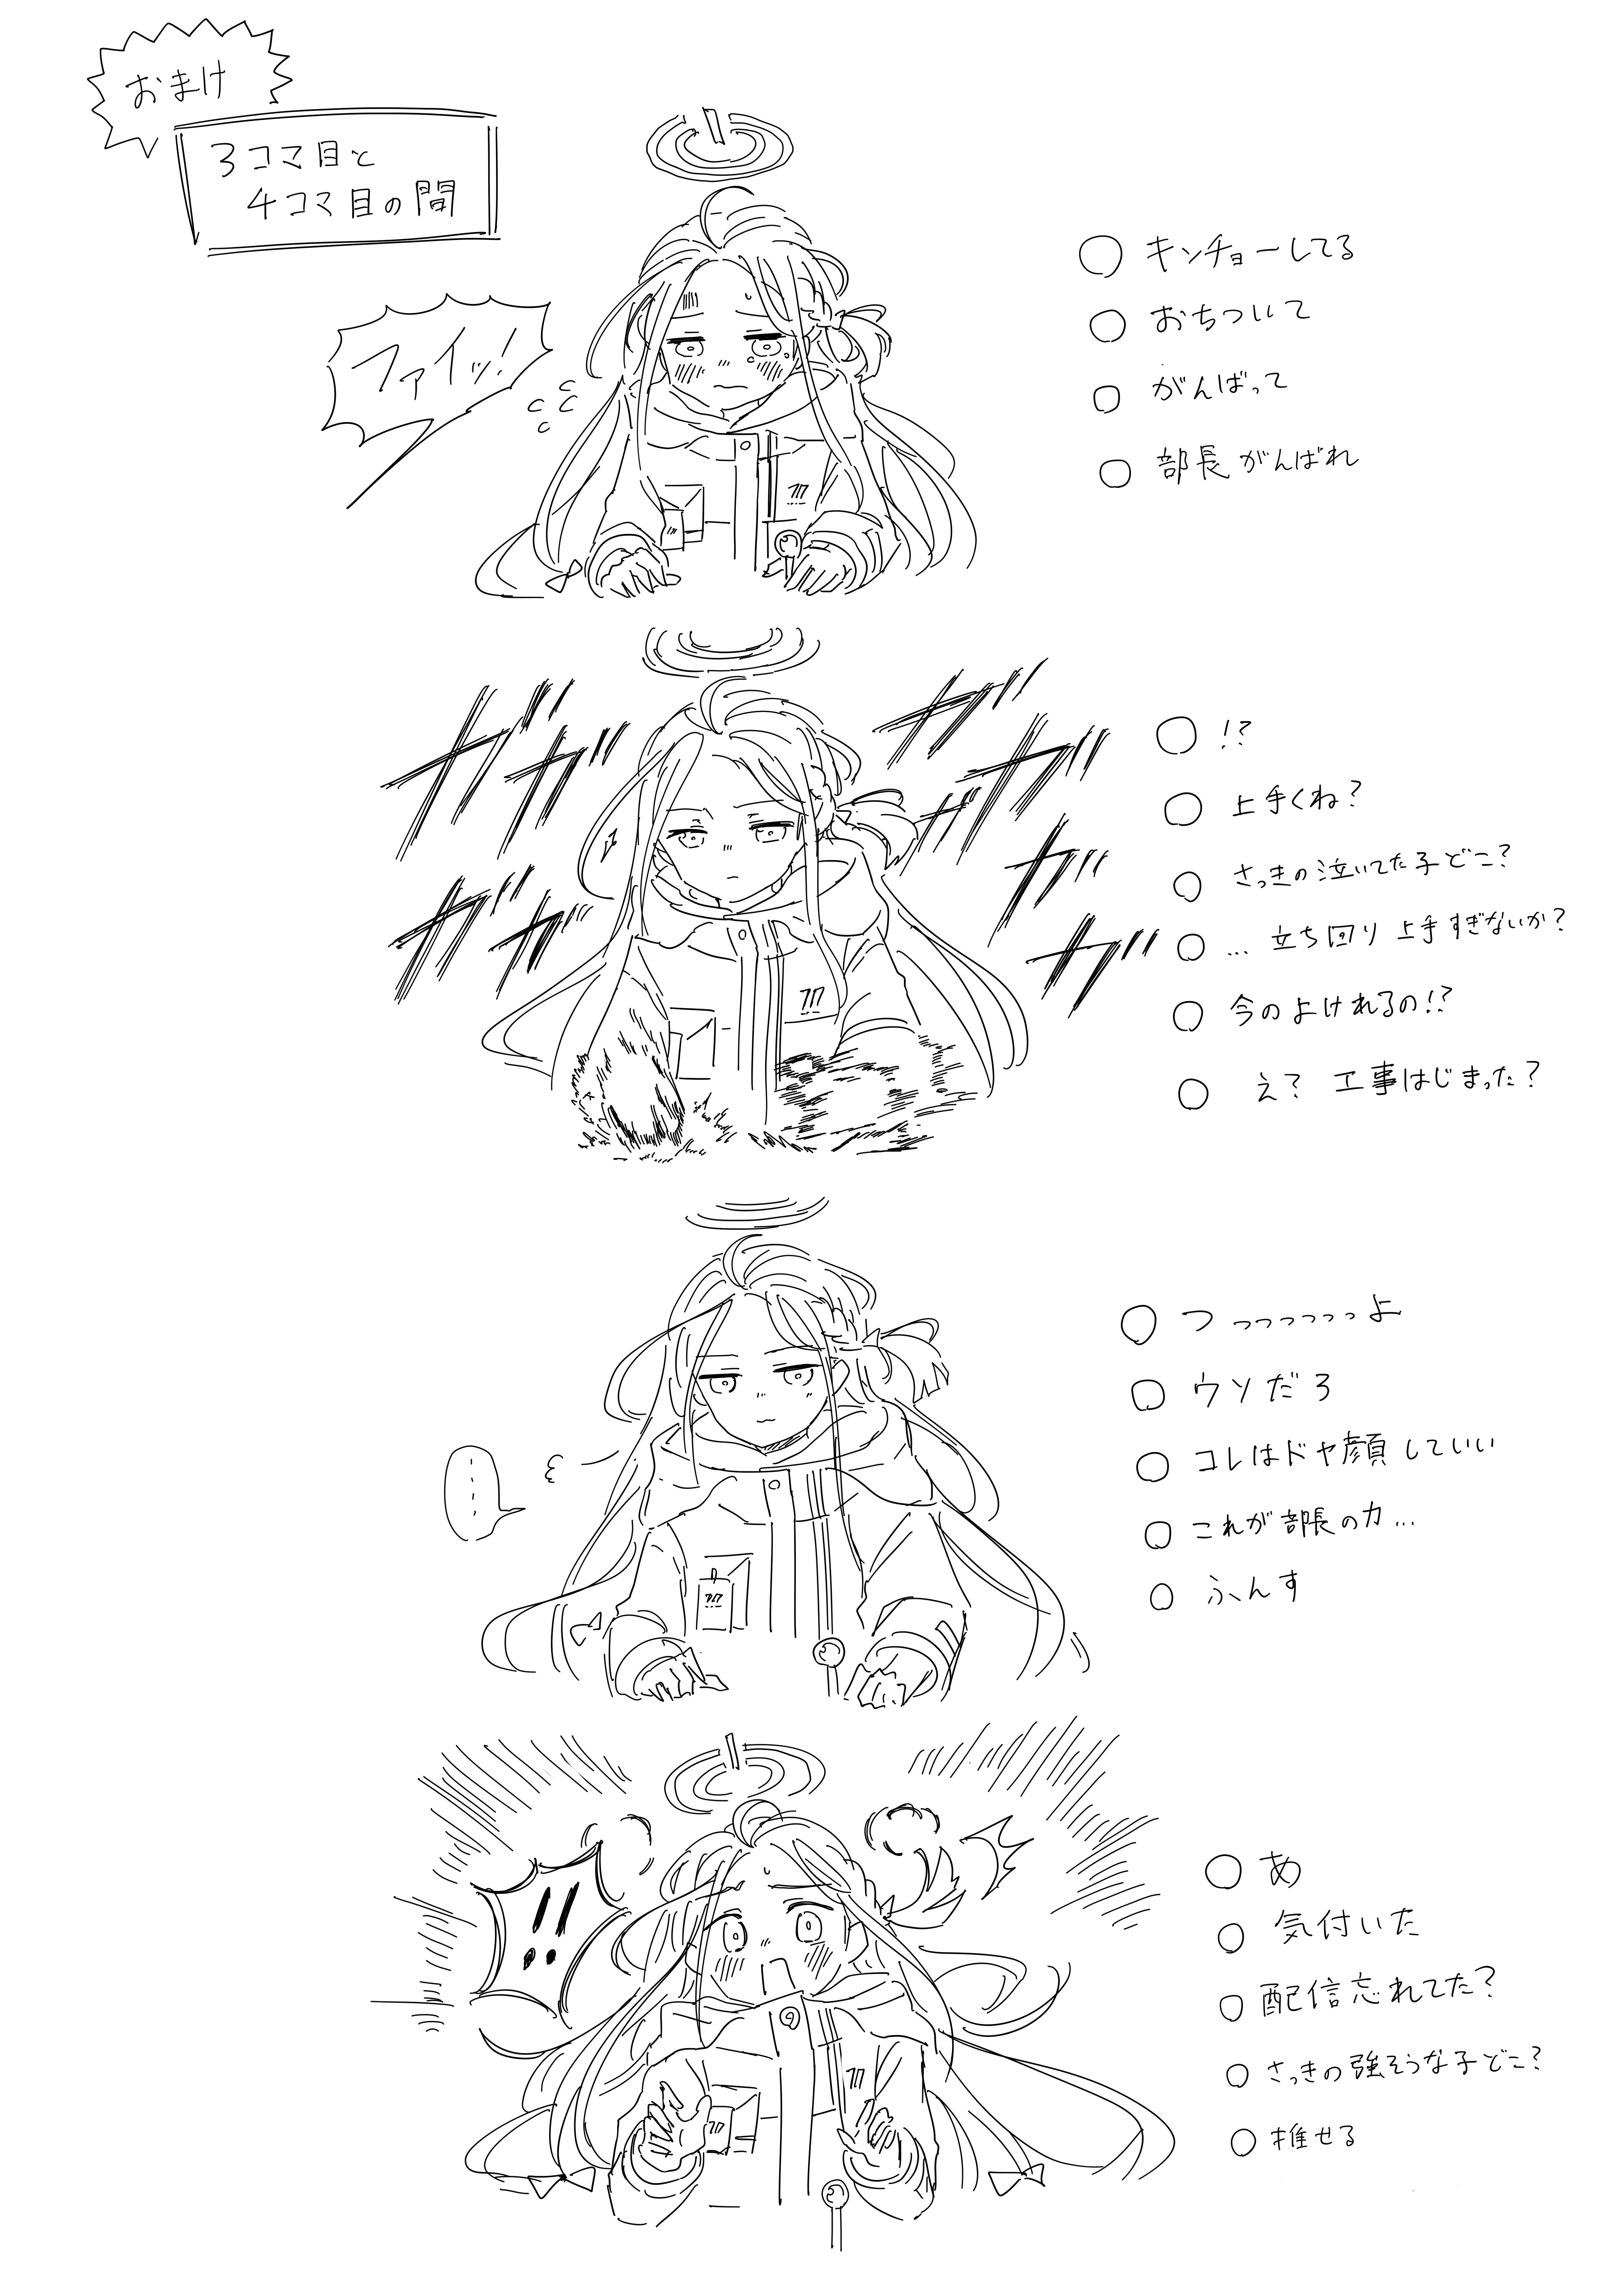 おまけ
3コマ目と
4コマ目の間
ファイッ!
キンチョーしてる
おちついて
がんばって
部長がんばれ
ガガガガ
ガガガガガ
!?
上手くね?
さっきの泣いてた子どこ?
… 立ち回り上手すぎないか?
今のよけれるの!?
え? 工事はじまった?
……
つっっっっっっよ
ウソだろ
コレはドヤ顔していい
これが部長の力…
ふんす
!!
あ
気付いた
配信忘れてた?
さっきの強そうな子どこ?
推せる